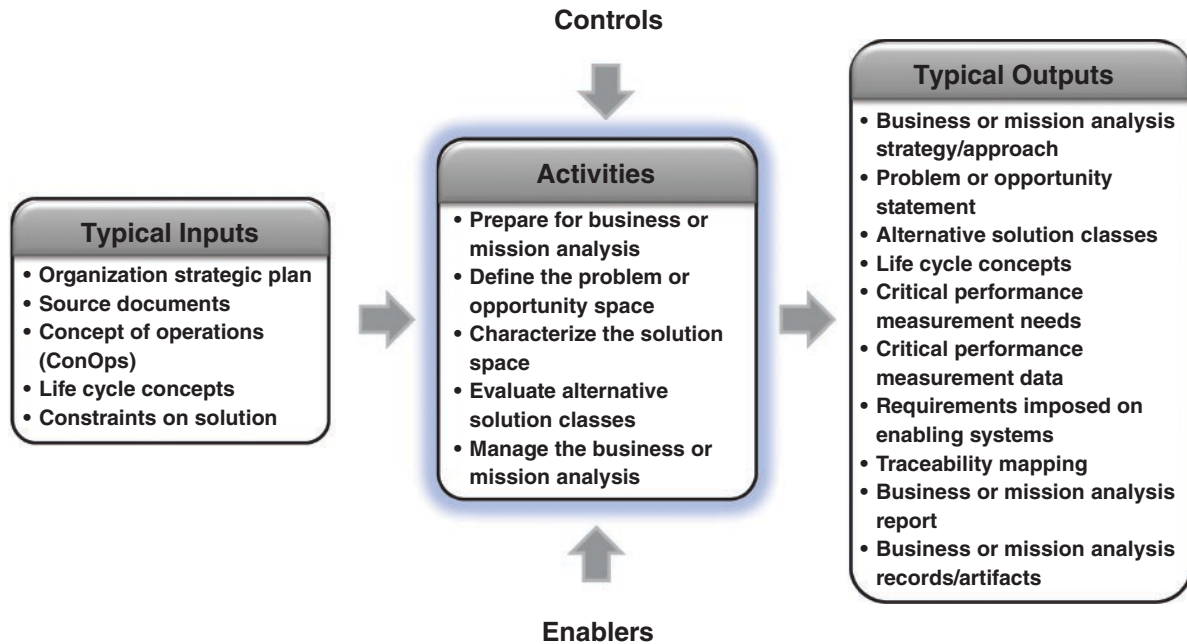 Controls
Typical Inputs
• Organization strategic plan
• Source documents
• Concept of operations
(ConOps)
• Life cycle concepts
• Constraints on solution
Activities
• Prepare for business or
mission analysis
• Define the problem or
opportunity space
• Characterize the solution
space
• Evaluate alternative
solution classes
• Manage the business or
mission analysis
Typical Outputs
• Business or mission analysis
strategy/approach
• Problem or opportunity
statement
• Alternative solution classes
• Life cycle concepts
• Critical performance
measurement needs
• Critical performance
measurement data
• Requirements imposed on
enabling systems
• Traceability mapping
• Business or mission analysis
report
• Business or mission analysis
records/artifacts
Enablers